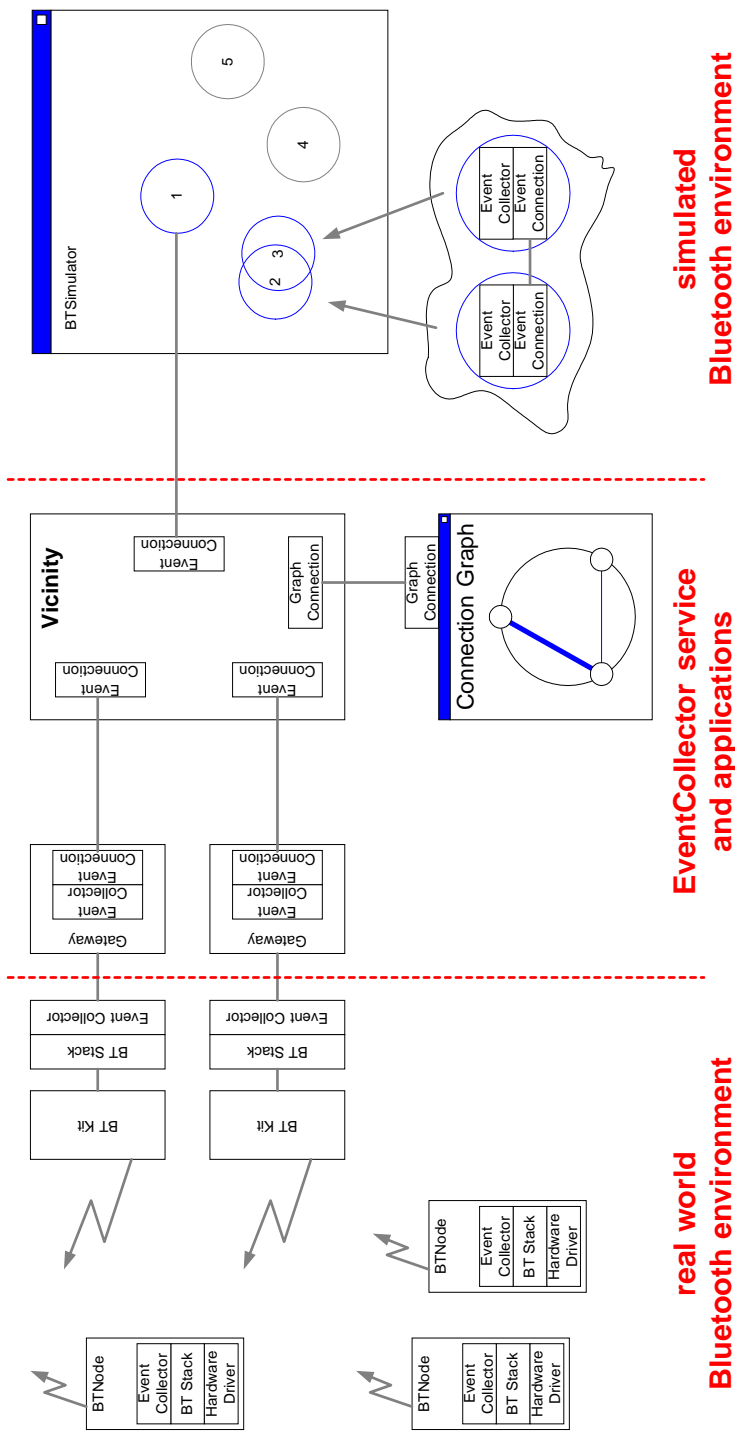 BTNode
Event
Collector
BT Stack
Hardware
Driver
BTNode
Event
Collector
BT Stack
Hardware
Driver
BTNode
Event
Collector
BT Stack
Hardware
Driver
BT Kit
BT Stack
Event Collector
BT Kit
BT Stack
Event Collector
real world
Bluetooth environment
Gateway
Event
Collector
Event
Connection
Gateway
Event
Collector
Event
Connection
Vicinity
Event
Connection
Event
Connection
Event
Connection
Graph
Connection
Graph
Connection
Connection Graph
EventCollector service
and applications
BTSimulator
1
2
3
4
5
Event
Collector
Event
Connection
Event
Collector
Event
Connection
simulated
Bluetooth environment